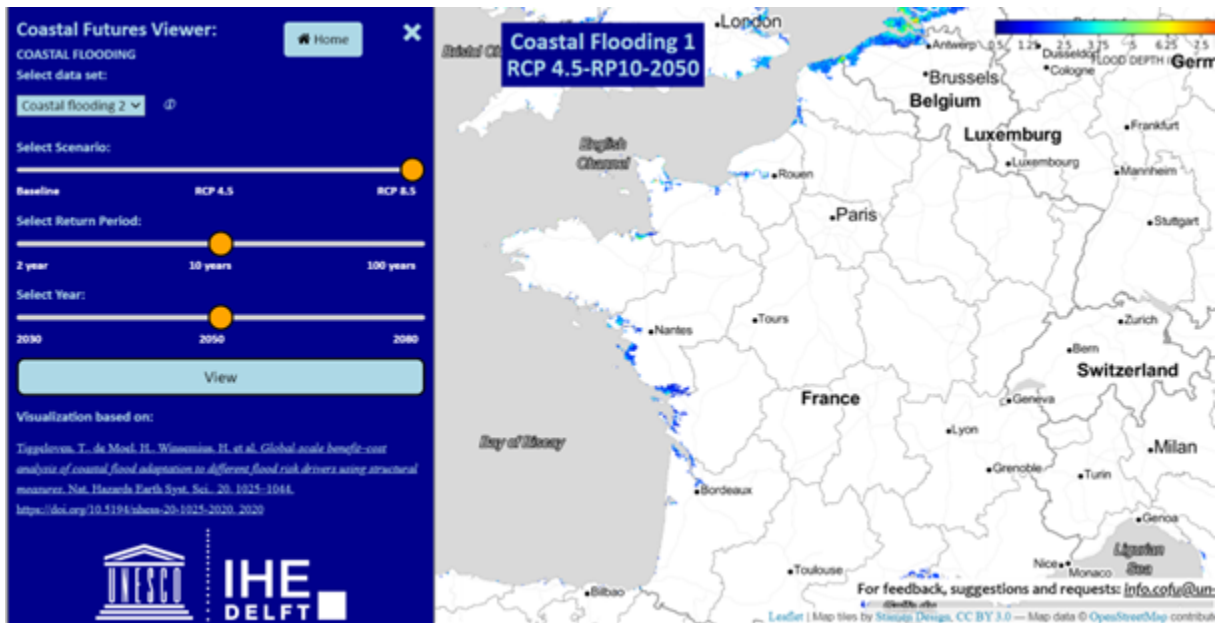 Coastal Futures Viewer:
Home
COASTAL FLOODING
Select data set:
Coastal flooding 2
Select Scenario:
Baseline RCP 4.5 RCP 8.5
Select Return Period:
2 year 10 years 100 years
Select Year:
2030 2050 2080
View
Visualization based on:
Tiggeloven, T., de Moel, H., Winsemius, H. et al. Global-scale benefit–cost
analysis of coastal flood adaptation to different flood risk drivers using structural
measures. Nat. Hazards Earth Syst. Sci., 20, 1025–1044,
https://doi.org/10.5194/nhess-20-1025-2020, 2020
UNESCO
IHE
DELFT
Coastal Flooding 1
RCP 4.5-RP10-2050
London
0.5 1.25 2.5 3.75 6.25 7.5
FLOOD DEPTH I
Antwerp
Dusseldorf
Cologne
Germ
Brussels
Belgium
Luxemburg
Frankfurt
English
Channel
Rouen
Luxembourg
Mannheim
Paris
Stuttgart
Nantes
Tours
Zurich
Bern
Switzerland
France
Geneva
Bay of Biscay
Lyon
Milan
Grenoble
Turin
Bordeaux
Genoa
Ligurian
Sea
Toulouse
Nice
Monaco
Bilbao
For feedback, suggestions and requests: info.cofu@un-
Leaflet | Map tiles by Stamen Design, CC BY 3.0 — Map data © OpenStreetMap contribut